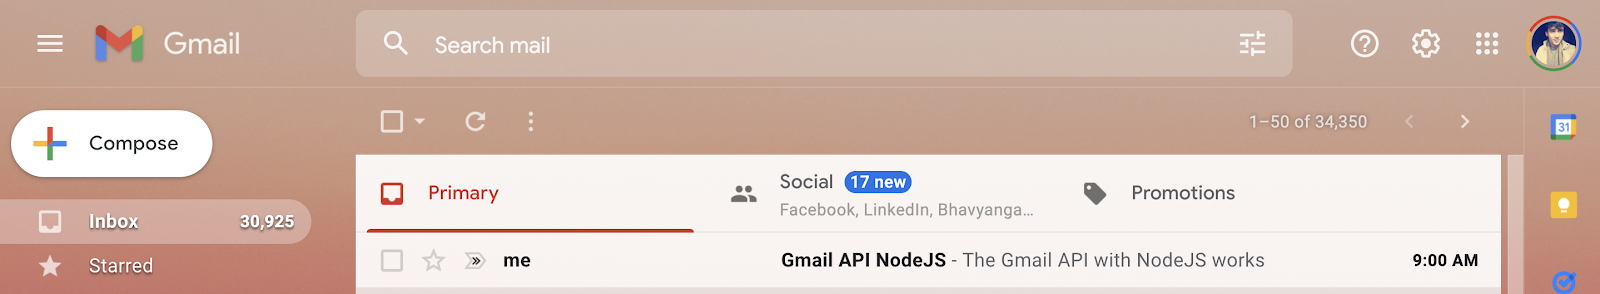 Gmail
Search mail
Compose
1–50 of 34,350
31
Primary
Social 17 new
Facebook, LinkedIn, Bhavyanga...
Promotions
Inbox 30,925
Starred
me Gmail API NodeJS - The Gmail API with NodeJS works 9:00 AM